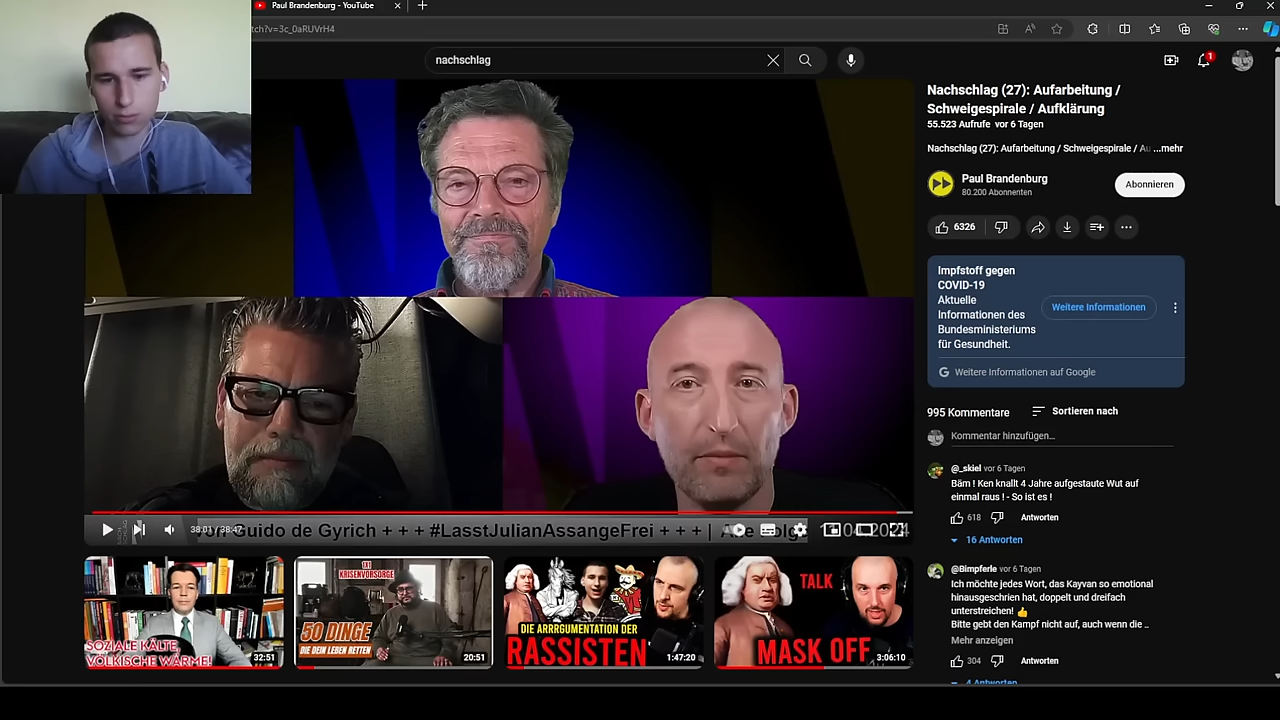 Paul Brandenburg - YouTube
tch?v=3c_0aRUVrH4
nachschlag
Nachschlag (27): Aufarbeitung /
Schweigespirale / Aufklärung
55.523 Aufrufe vor 6 Tagen
Nachschlag (27): Aufarbeitung / Schweigespirale / Au ...mehr
Paul Brandenburg
80.200 Abonnenten
Abonnieren
6326
Impfstoff gegen
COVID-19
Aktuelle
Informationen des
Bundesministeriums
für Gesundheit.
Weitere Informationen
Weitere Informationen auf Google
995 Kommentare
Sortieren nach
Kommentar hinzufügen...
@_skiel vor 6 Tagen
Bäm ! Ken knallt 4 Jahre aufgestaute Wut auf
einmal raus ! - So ist es !
618
Antworten
16 Antworten
@Bimpferle vor 6 Tagen
Ich möchte jedes Wort, das Kayvan so emotional
hinausgeschrien hat, doppelt und dreifach
unterstreichen! 👍
Bitte gebt den Kampf nicht auf, auch wenn die ...
Mehr anzeigen
304
Antworten
4 Antworten
38:01 / 38:47
Guido de Gyrich + + + #LasstJulianAssangeFrei + + + |
SOZIALE KÄLTE,
VÖLKISCHE WÄRME!
32:51
1X1
KRISENVORSORGE
50 DINGE
DIE DEIN LEBEN RETTEN
20:51
DIE ARRRGUMENTATION DER
RASSISTEN
1:47:20
TALK
MASK OFF
3:06:10